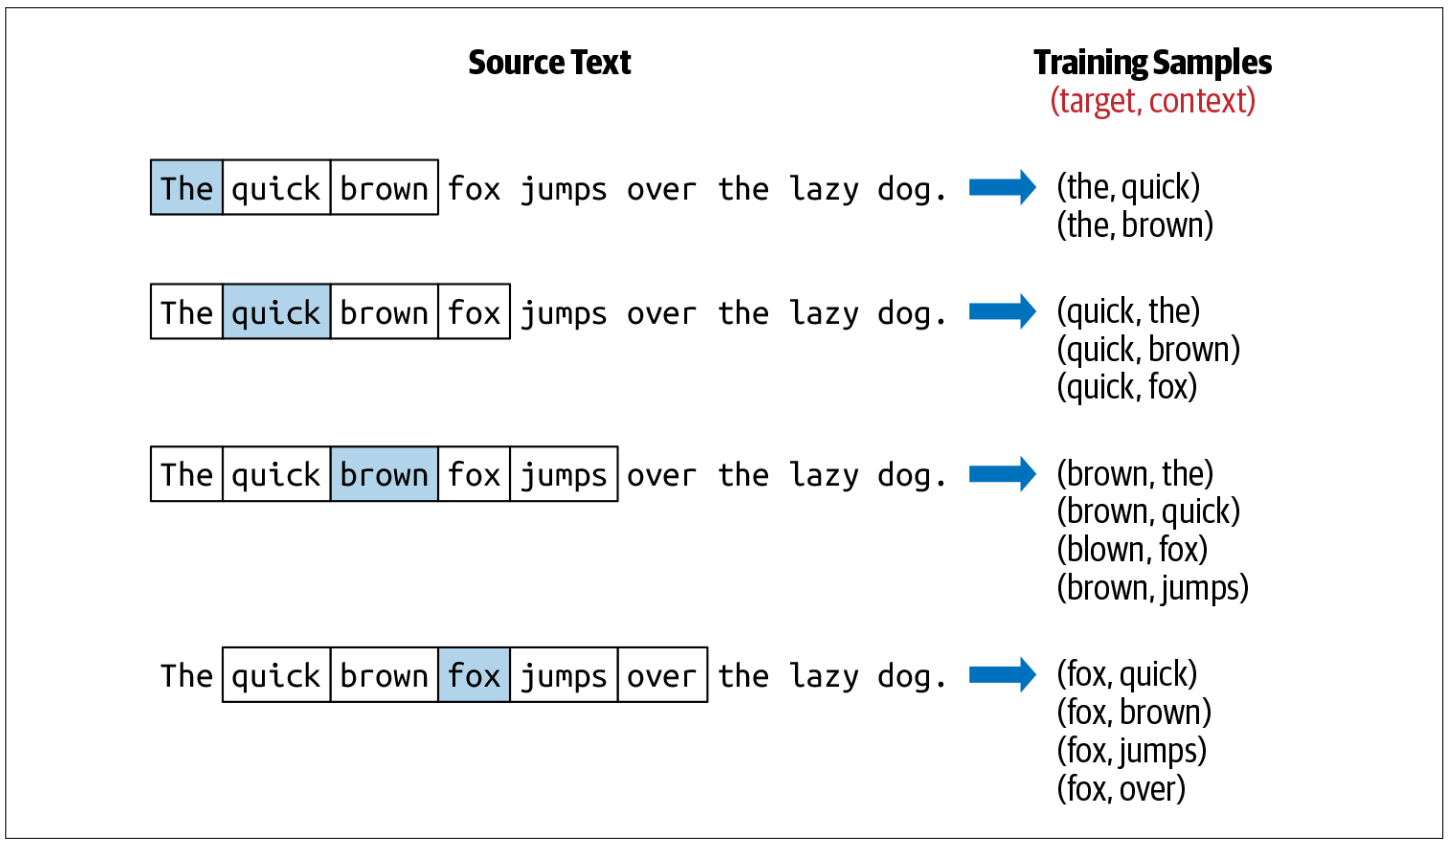 Source Text
Training Samples
(target, context)
The quick brown fox jumps over the lazy dog.
(the, quick)
(the, brown)
The quick brown fox jumps over the lazy dog.
(quick, the)
(quick, brown)
(quick, fox)
The quick brown fox jumps over the lazy dog.
(brown, the)
(brown, quick)
(blown, fox)
(brown, jumps)
The quick brown fox jumps over the lazy dog.
(fox, quick)
(fox, brown)
(fox, jumps)
(fox, over)